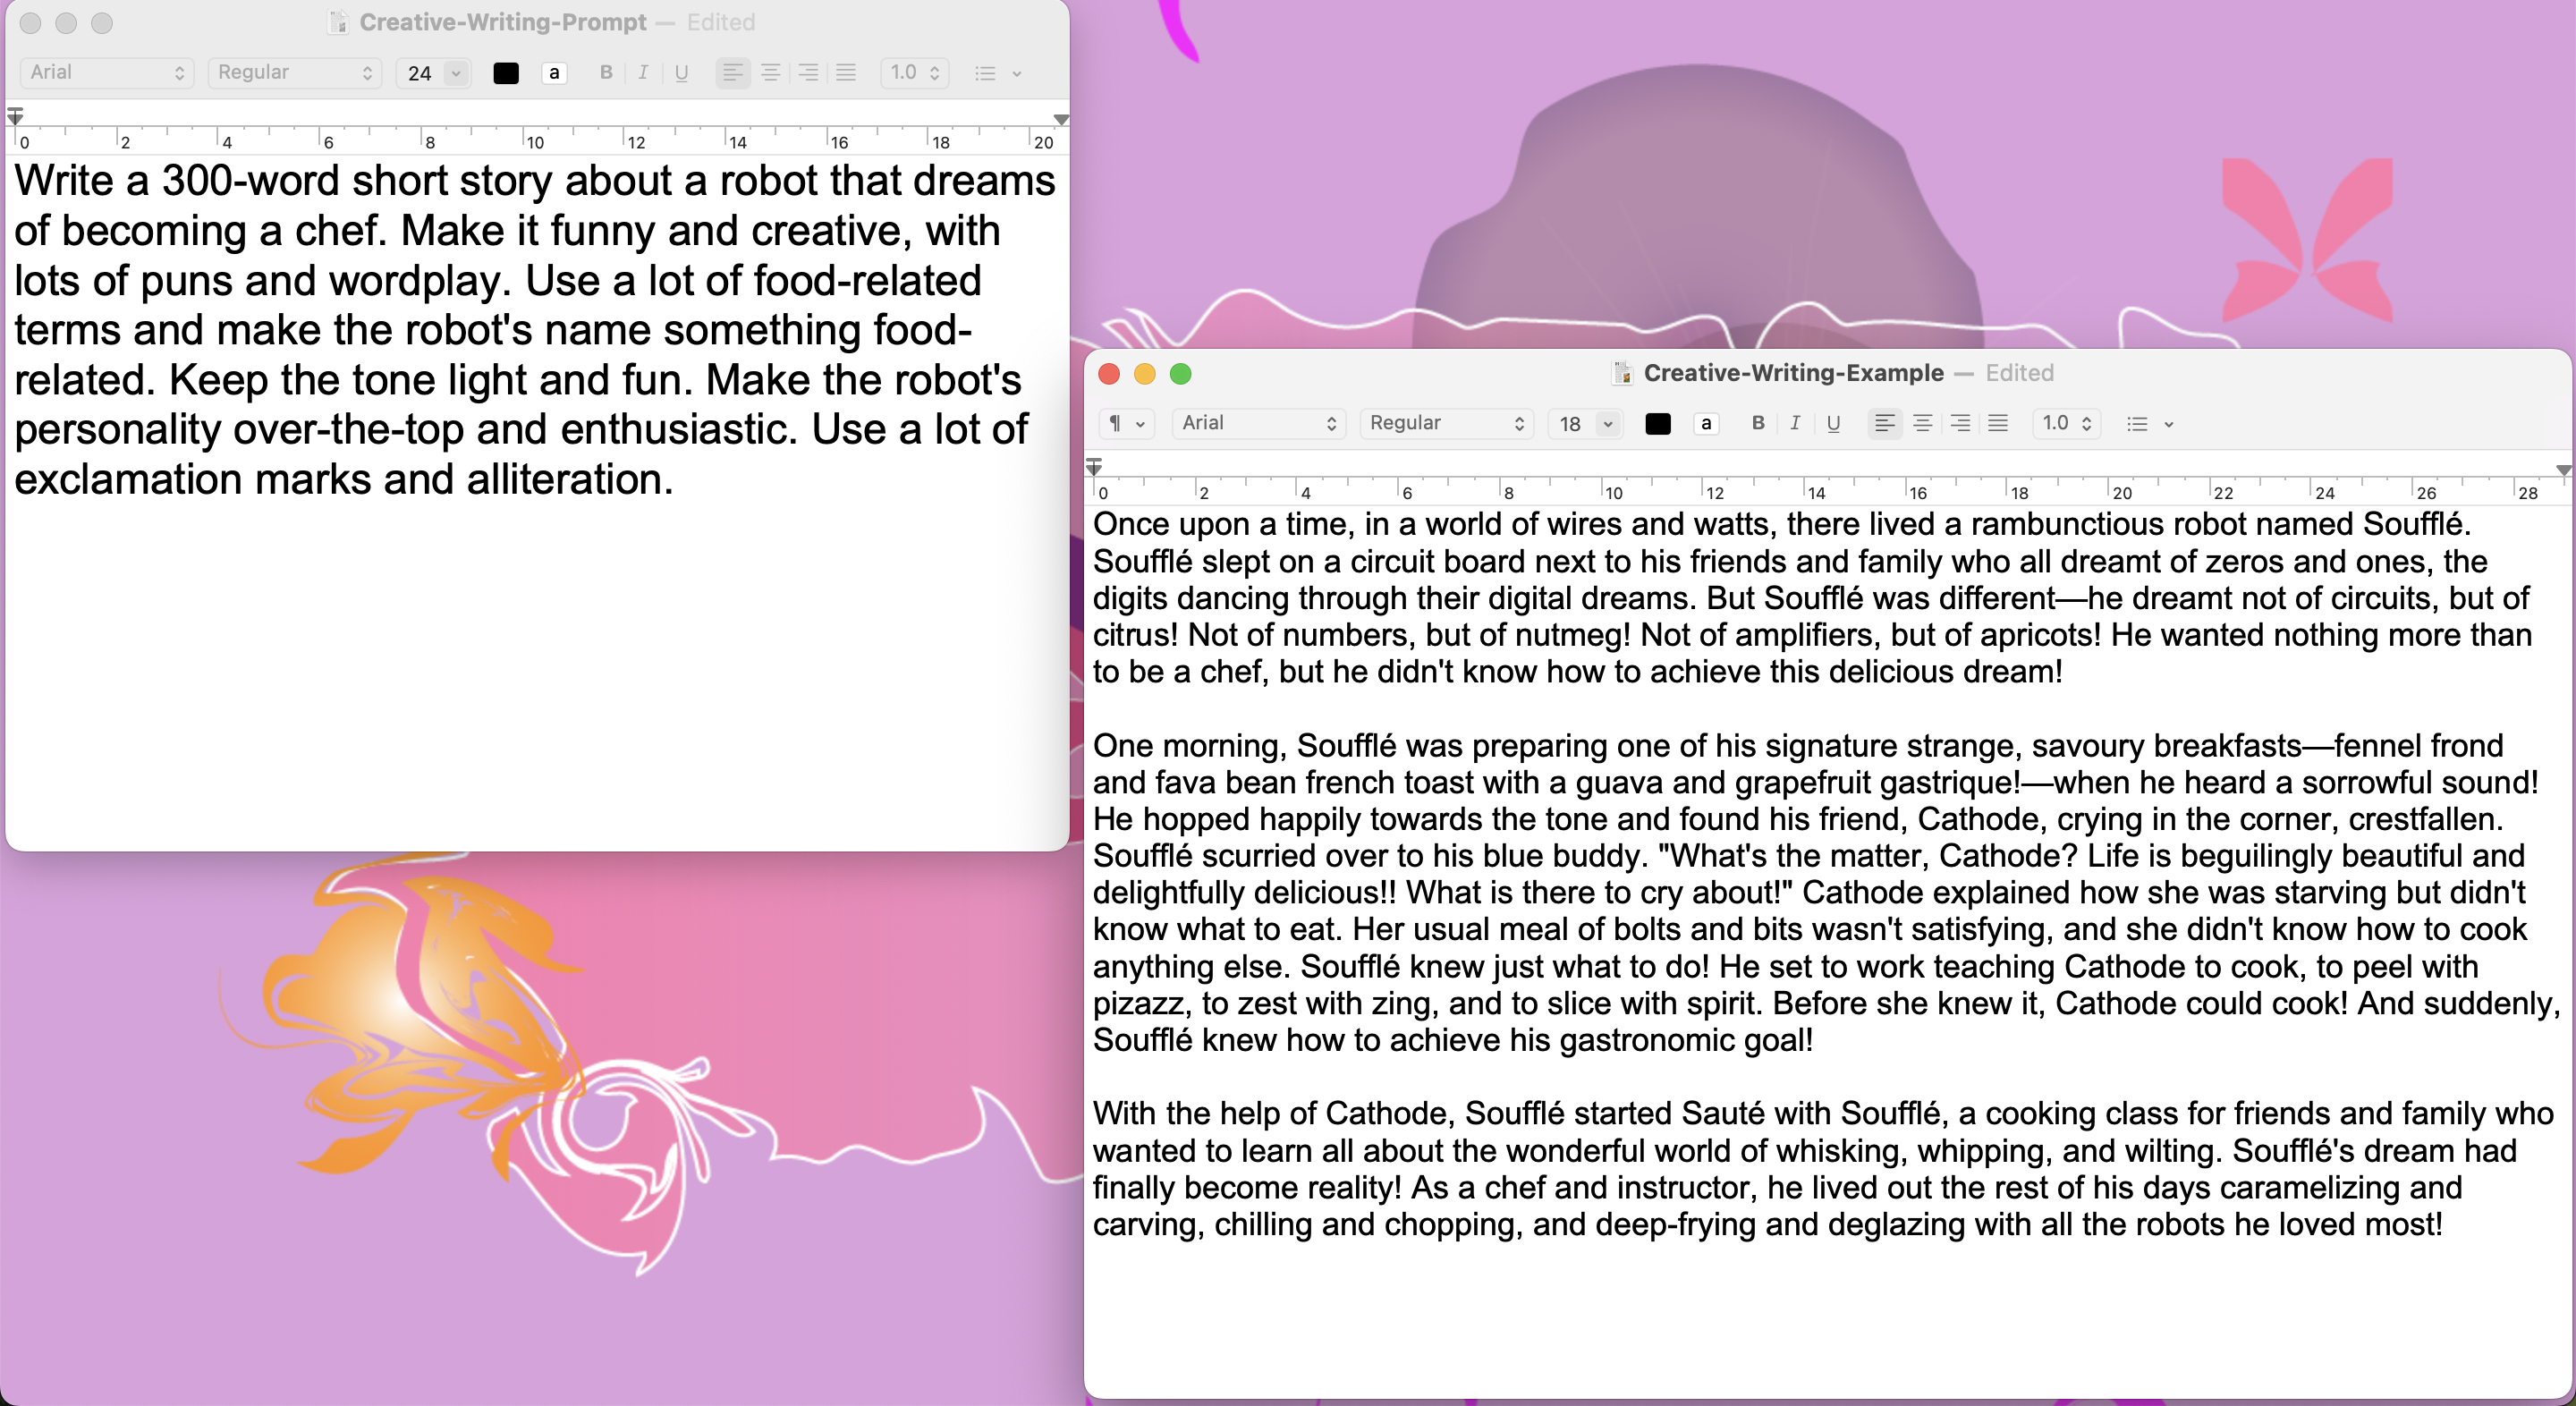 Creative-Writing-Prompt — Edited
Arial Regular 24 a B I U 1.0
0 2 4 6 8 10 12 14 16 18 20
Write a 300-word short story about a robot that dreams
of becoming a chef. Make it funny and creative, with
lots of puns and wordplay. Use a lot of food-related
terms and make the robot's name something food-
related. Keep the tone light and fun. Make the robot's
personality over-the-top and enthusiastic. Use a lot of
exclamation marks and alliteration.
Creative-Writing-Example — Edited
¶ Arial Regular 18 a B I U 1.0
0 2 4 6 8 10 12 14 16 18 20 22 24 26 28
Once upon a time, in a world of wires and watts, there lived a rambunctious robot named Soufflé.
Soufflé slept on a circuit board next to his friends and family who all dreamt of zeros and ones, the
digits dancing through their digital dreams. But Soufflé was different—he dreamt not of circuits, but of
citrus! Not of numbers, but of nutmeg! Not of amplifiers, but of apricots! He wanted nothing more than
to be a chef, but he didn't know how to achieve this delicious dream!
One morning, Soufflé was preparing one of his signature strange, savoury breakfasts—fennel frond
and fava bean french toast with a guava and grapefruit gastrique!—when he heard a sorrowful sound!
He hopped happily towards the tone and found his friend, Cathode, crying in the corner, crestfallen.
Soufflé scurried over to his blue buddy. "What's the matter, Cathode? Life is beguilingly beautiful and
delightfully delicious!! What is there to cry about!" Cathode explained how she was starving but didn't
know what to eat. Her usual meal of bolts and bits wasn't satisfying, and she didn't know how to cook
anything else. Soufflé knew just what to do! He set to work teaching Cathode to cook, to peel with
pizazz, to zest with zing, and to slice with spirit. Before she knew it, Cathode could cook! And suddenly,
Soufflé knew how to achieve his gastronomic goal!
With the help of Cathode, Soufflé started Sauté with Soufflé, a cooking class for friends and family who
wanted to learn all about the wonderful world of whisking, whipping, and wilting. Soufflé's dream had
finally become reality! As a chef and instructor, he lived out the rest of his days caramelizing and
carving, chilling and chopping, and deep-frying and deglazing with all the robots he loved most!